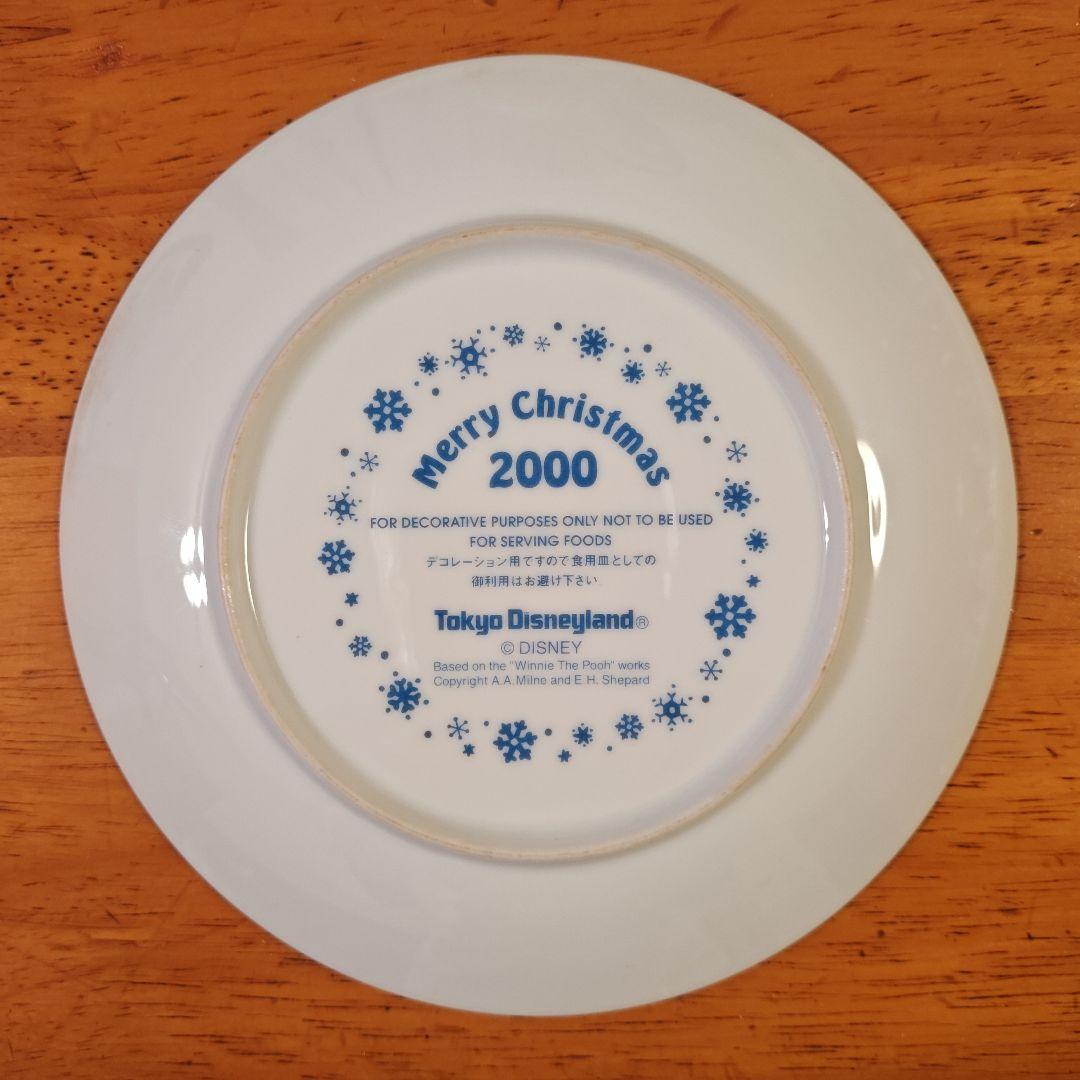 Merry Christmas
2000
FOR DECORATIVE PURPOSES ONLY NOT TO BE USED
FOR SERVING FOODS
デコレーション用ですので食用皿としての
御利用はお避け下さい
Tokyo Disneyland®
© DISNEY
Based on the "Winnie The Pooh" works
Copyright A.A.Milne and E.H. Shepard